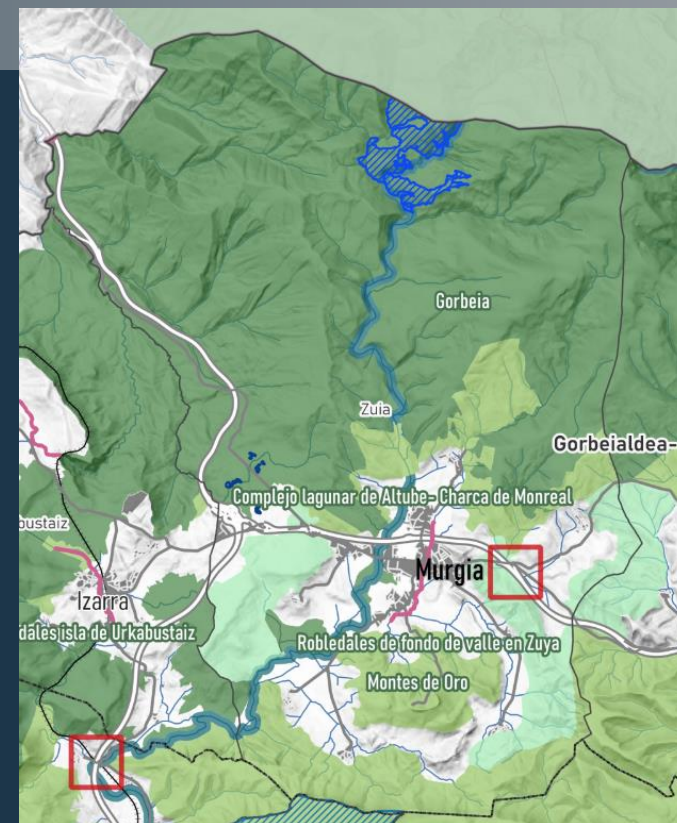 Gorbeia
Zuia
Gorbeialdea-
Complejo lagunar de Altube- Charca de Monreal
bustaiz
Murgia
Izarra
dales isla de Urkabustaiz
Robledales de fondo de valle en Zuya
Montes de Oro